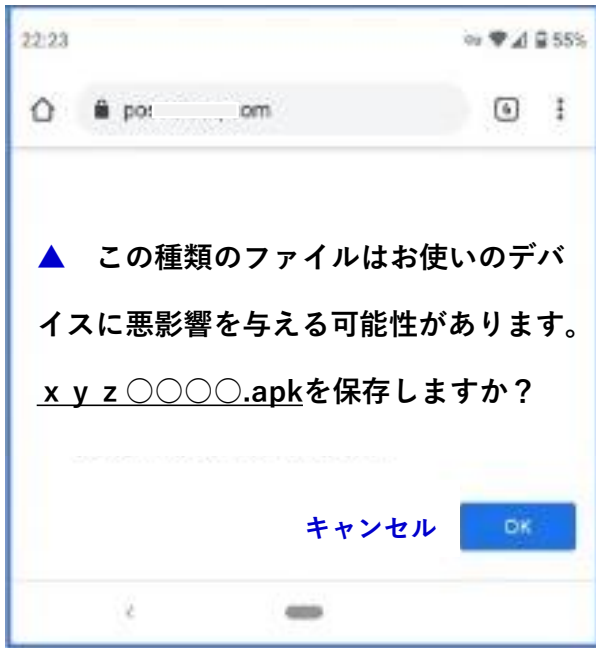 22:23
55%
pos om
▲ この種類のファイルはお使いのデバ
イスに悪影響を与える可能性があります。
ｘｙｚ○○○○.apkを保存しますか？
キャンセル
OK